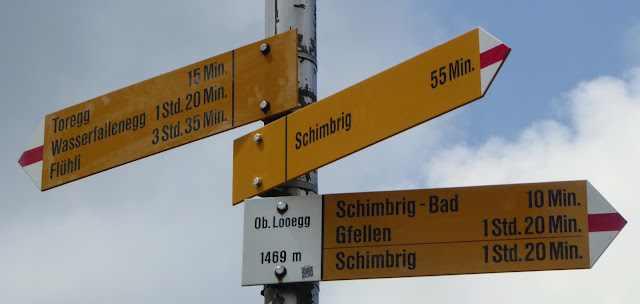 Toregg 15 Min.
Wasserfallenegg 1 Std. 20 Min.
Flühli 3 Std. 35 Min.
Schimbrig 55 Min.
Ob. Looegg
1469 m
Schimbrig - Bad 10 Min.
Gfellen 1 Std. 20 Min.
Schimbrig 1 Std. 20 Min.